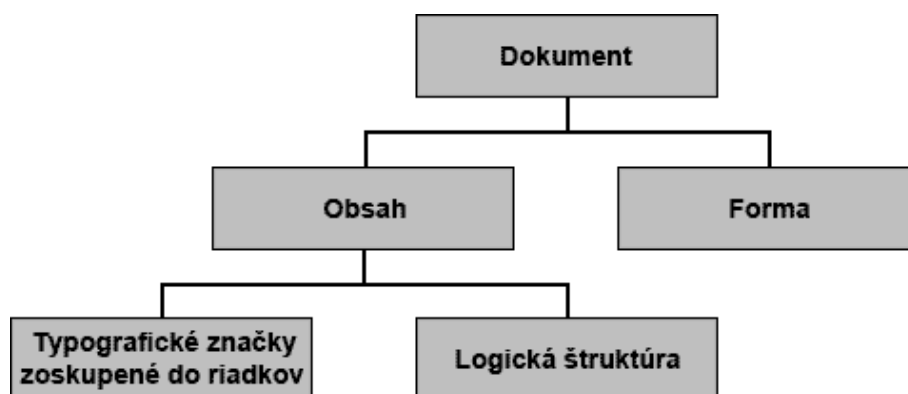 Dokument
Obsah
Forma
Typografické značky
zoskupené do riadkov
Logická štruktúra